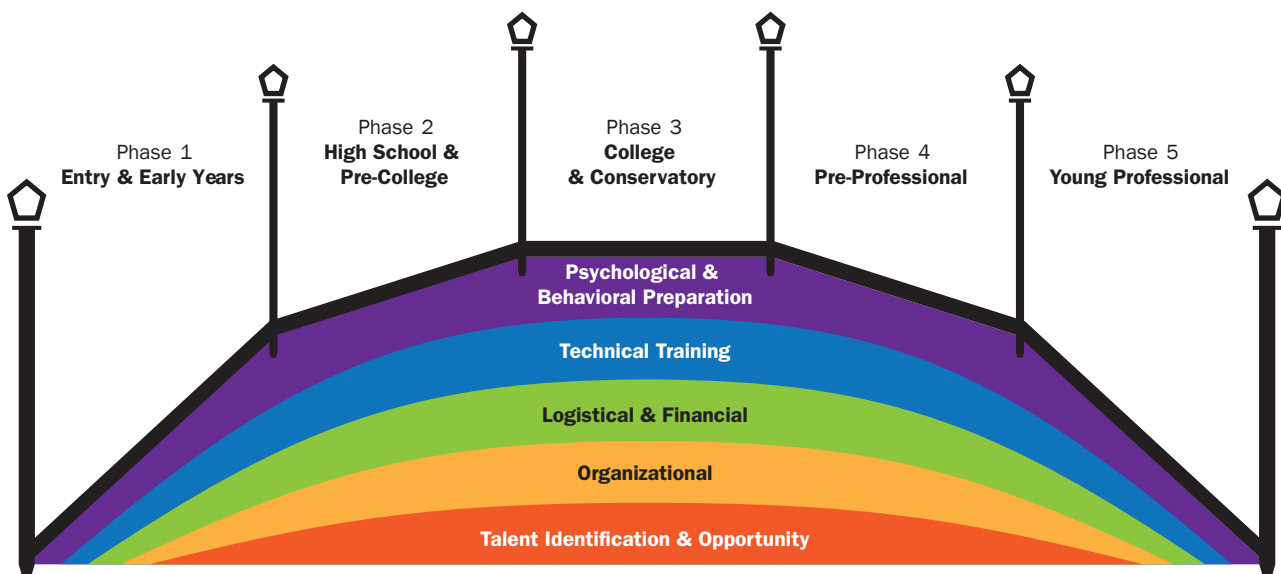 Phase 1
Entry & Early Years
Phase 2
High School &
Pre-College
Phase 3
College
& Conservatory
Phase 4
Pre-Professional
Phase 5
Young Professional
Psychological &
Behavioral Preparation
Technical Training
Logistical & Financial
Organizational
Talent Identification & Opportunity